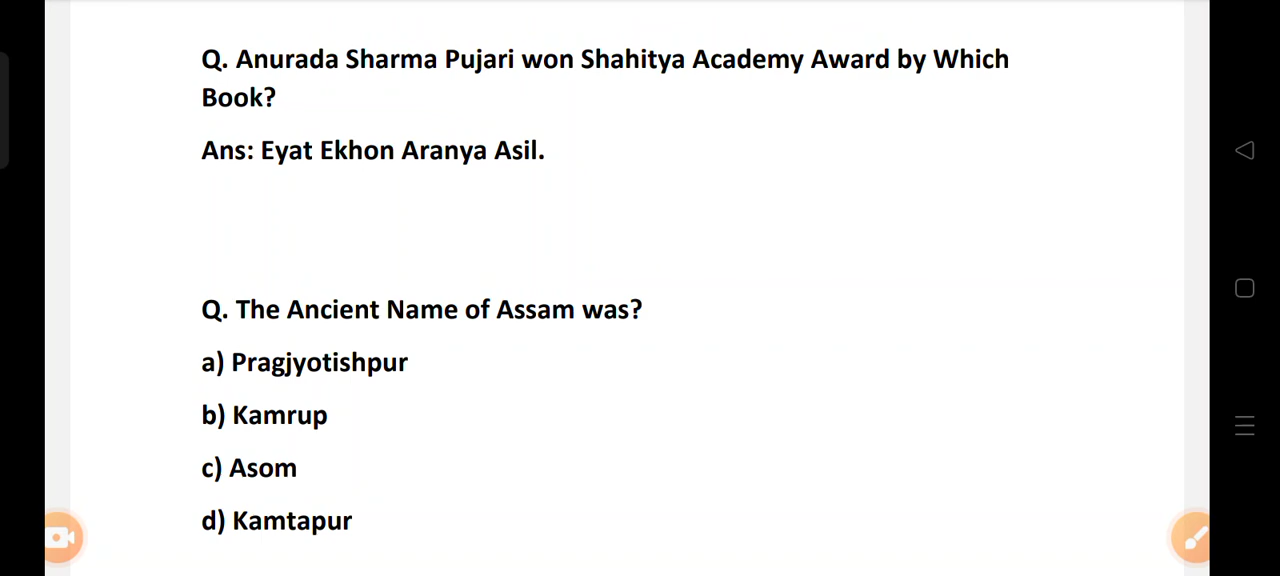 Q. Anurada Sharma Pujari won Shahitya Academy Award by Which
Book?
Ans: Eyat Ekhon Aranya Asil.
Q. The Ancient Name of Assam was?
a) Pragjyotishpur
b) Kamrup
c) Asom
d) Kamtapur